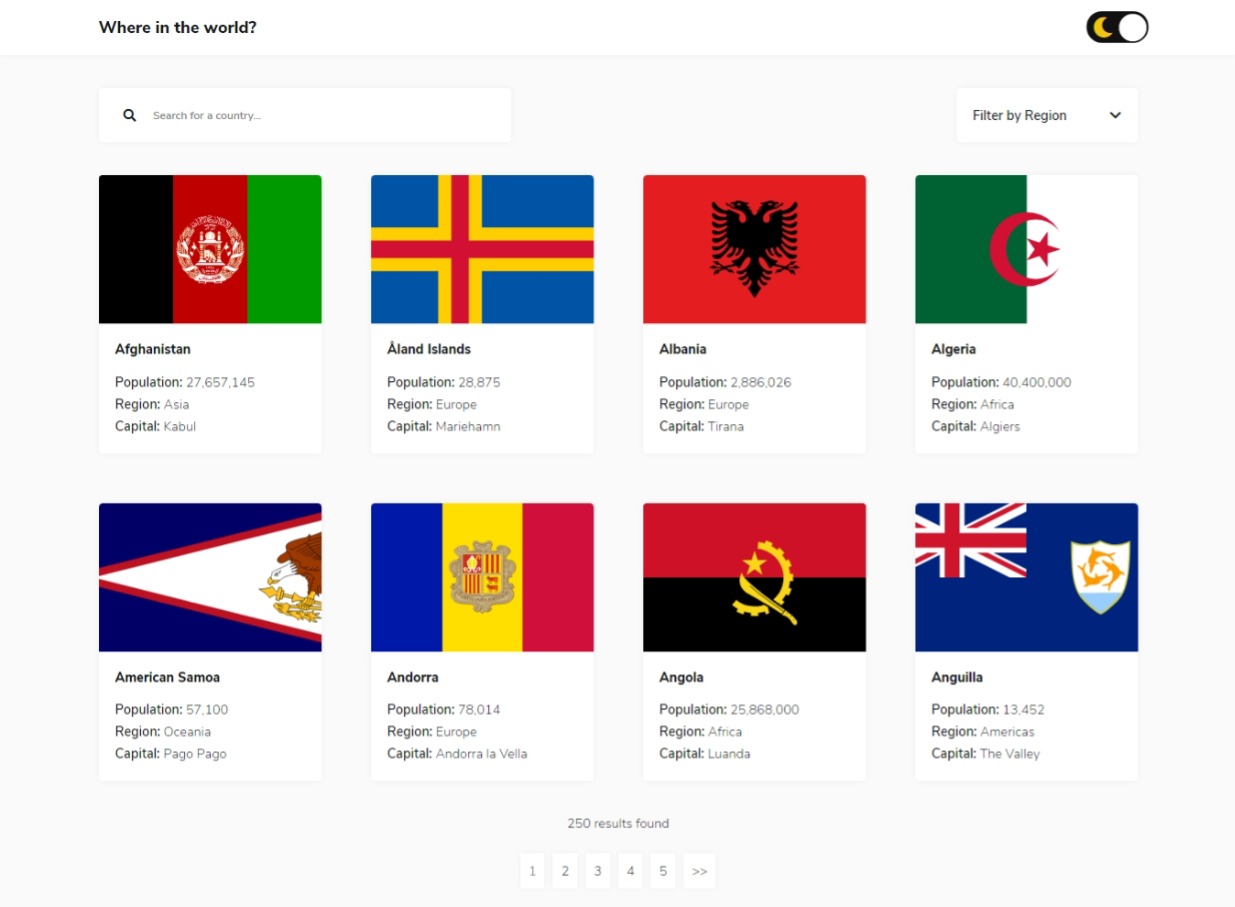 Where in the world?
Search for a country...
Filter by Region
Afghanistan
Population: 27,657,145
Region: Asia
Capital: Kabul
Åland Islands
Population: 28,875
Region: Europe
Capital: Mariehamn
Albania
Population: 2,886,026
Region: Europe
Capital: Tirana
Algeria
Population: 40,400,000
Region: Africa
Capital: Algiers
American Samoa
Population: 57,100
Region: Oceania
Capital: Pago Pago
Andorra
Population: 78,014
Region: Europe
Capital: Andorra la Vella
Angola
Population: 25,868,000
Region: Africa
Capital: Luanda
Anguilla
Population: 13,452
Region: Americas
Capital: The Valley
250 results found
1 2 3 4 5 >>